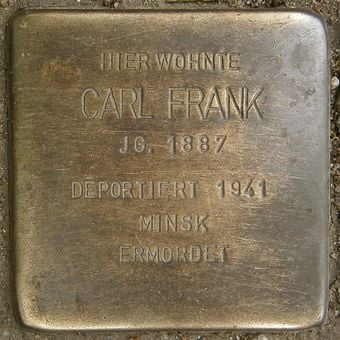 HIER WOHNTE
CARL FRANK
JG. 1887
DEPORTIERT 1941
MINSK
ERMORDET